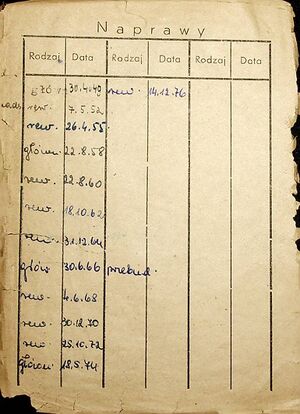 Naprawy
Rodzaj Data Rodzaj Data Rodzaj Data
głów. 30.4.49 rew. 14.12.76
rew. 7.5.52
rew. 26.4.55.
główn. 22.8.58
rew. 22.8.60
rew. 18.10.62
rew. 31.12.64
głów 30.6.66 przebud.
rew. 4.6.68
rew. 30.12.70
rew. 25.10.72
główn. 18.5.74